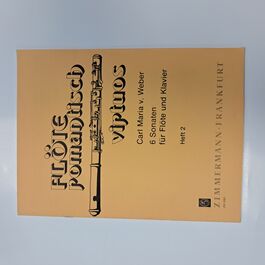 FLÖTE
romantisch
virtuos
Carl Maria v. Weber
6 Sonaten
für Flöte und Klavier
Heft 2
ZIMMERMANN · FRANKFURT